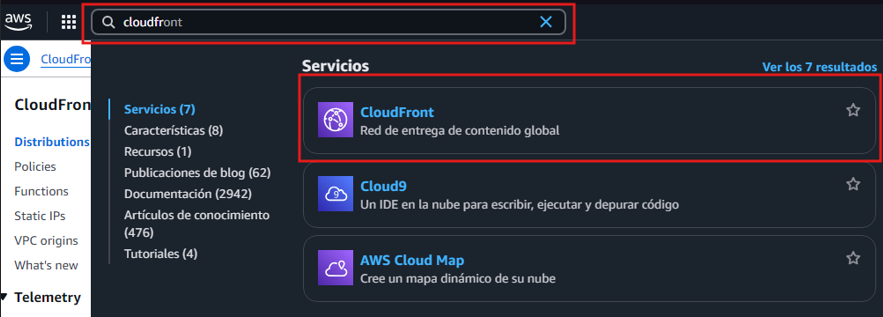 aws
cloudfront
CloudFro
CloudFron
Distributions
Policies
Functions
Static IPs
VPC origins
What's new
Telemetry
Servicios (7)
Características (8)
Recursos (1)
Publicaciones de blog (62)
Documentación (2942)
Artículos de conocimiento
(476)
Tutoriales (4)
Servicios
Ver los 7 resultados
CloudFront
Red de entrega de contenido global
9
Cloud9
Un IDE en la nube para escribir, ejecutar y depurar código
AWS Cloud Map
Cree un mapa dinámico de su nube